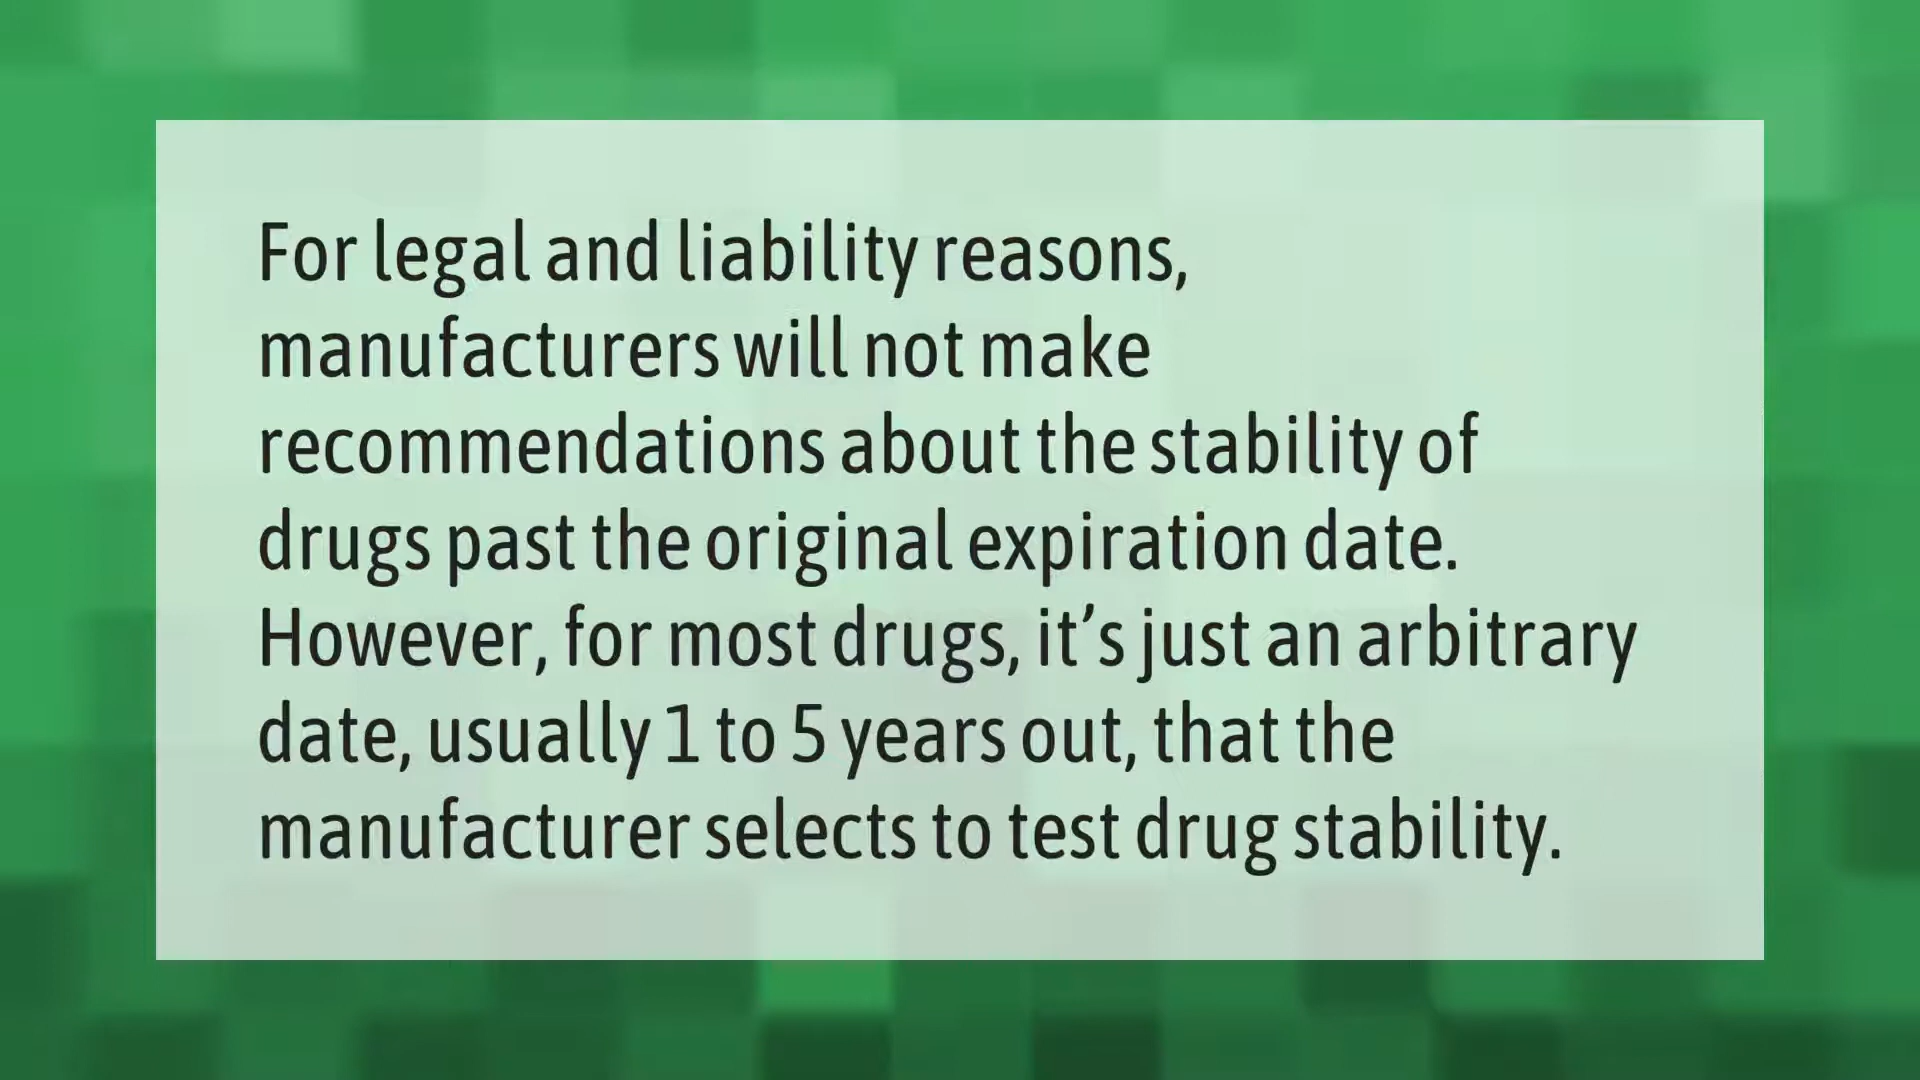 For legal and liability reasons,
manufacturers will not make
recommendations about the stability of
drugs past the original expiration date.
However, for most drugs, it’s just an arbitrary
date, usually 1 to 5 years out, that the
manufacturer selects to test drug stability.